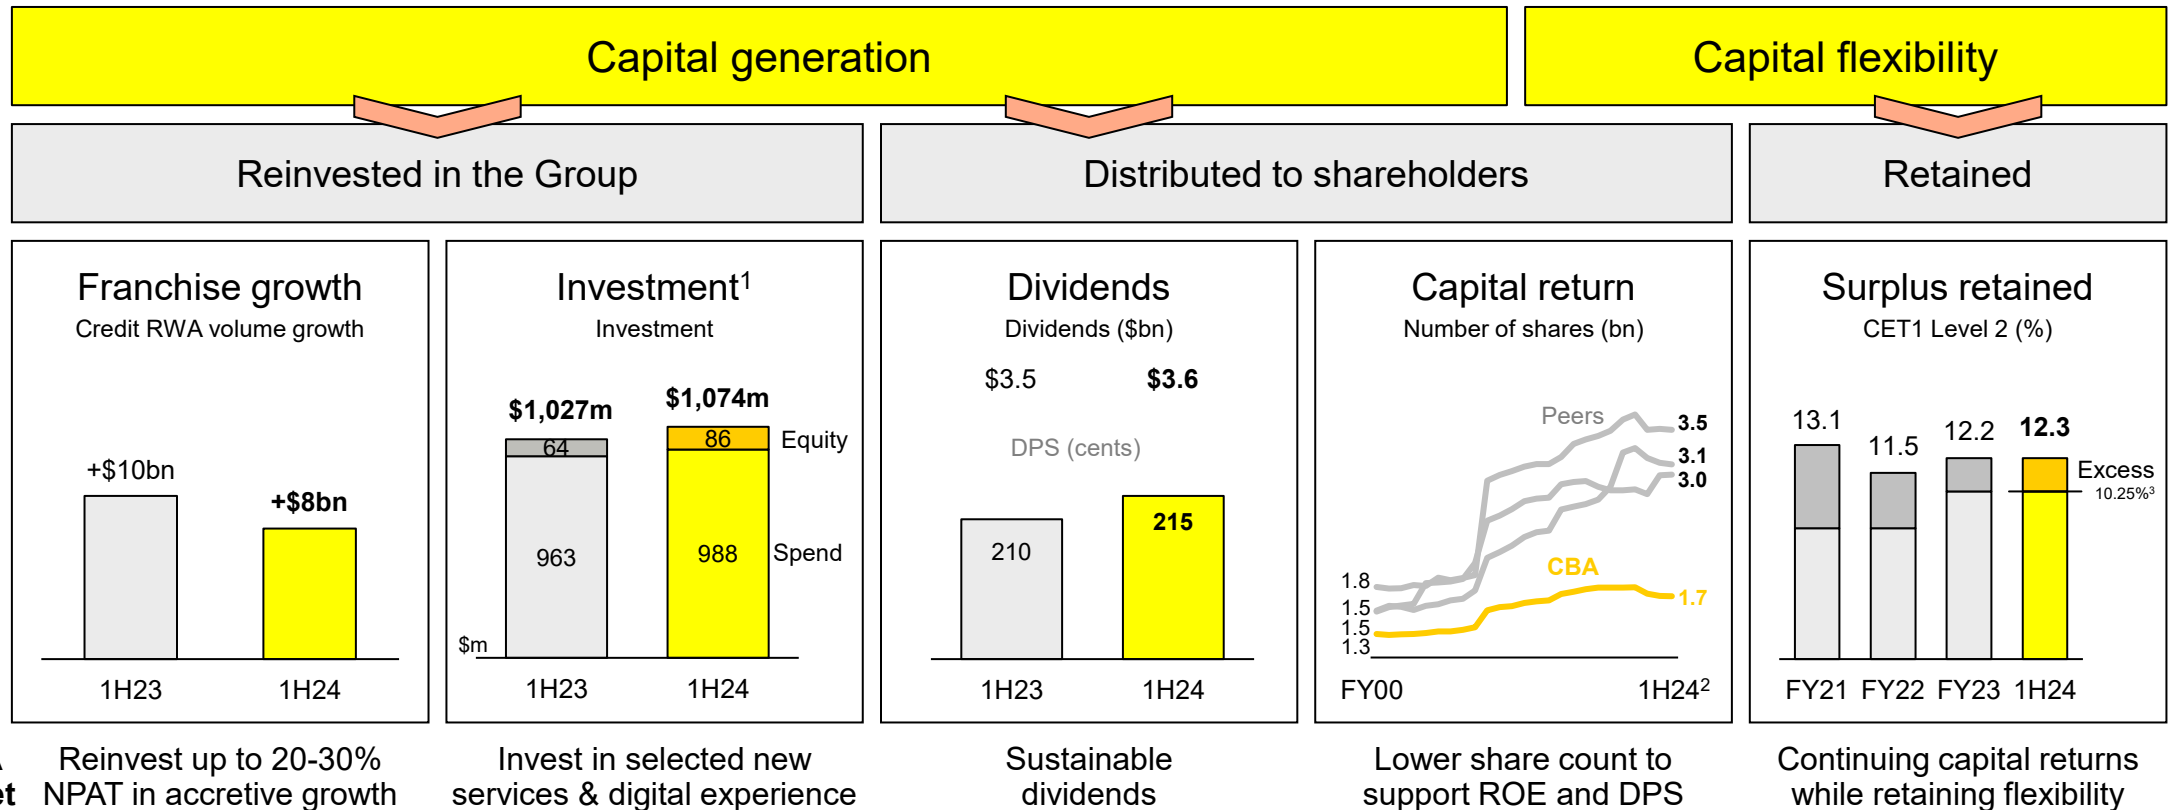 Capital generation
Capital flexibility
Reinvested in the Group
Distributed to shareholders
Retained
Franchise growth
Credit RWA volume growth
+$10bn
+$8bn
1H23
1H24
Investment¹
Investment
$1,027m
$1,074m
64
86
Equity
963
988
Spend
$m
1H23
1H24
Dividends
Dividends ($bn)
$3.5
$3.6
DPS (cents)
210
215
1H23
1H24
Capital return
Number of shares (bn)
Peers
3.5
3.1
3.0
CBA
1.8
1.5
1.5
1.3
1.7
FY00
1H24²
Surplus retained
CET1 Level 2 (%)
13.1
11.5
12.2
12.3
Excess
10.25%³
FY21
FY22
FY23
1H24
Reinvest up to 20-30%
NPAT in accretive growth
Invest in selected new
services & digital experience
Sustainable
dividends
Lower share count to
support ROE and DPS
Continuing capital returns
while retaining flexibility